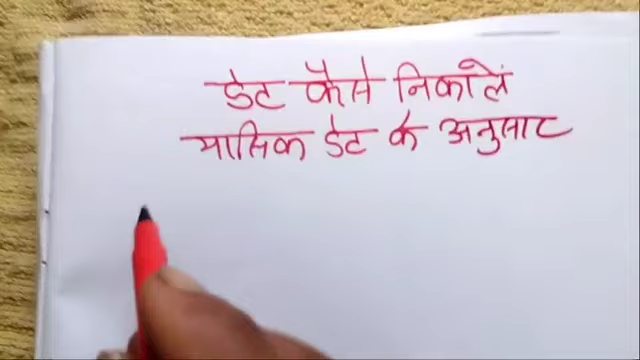 डेट कैसे निकालें
मासिक डेट के अनुसार